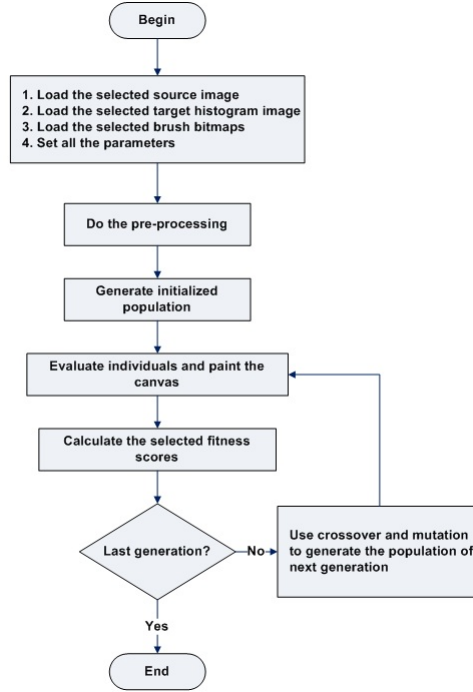 Begin
1. Load the selected source image
2. Load the selected target histogram image
3. Load the selected brush bitmaps
4. Set all the parameters
Do the pre-processing
Generate initialized
population
Evaluate individuals and paint the
canvas
Calculate the selected fitness
scores
Last generation?
No
Use crossover and mutation
to generate the population of
next generation
Yes
End